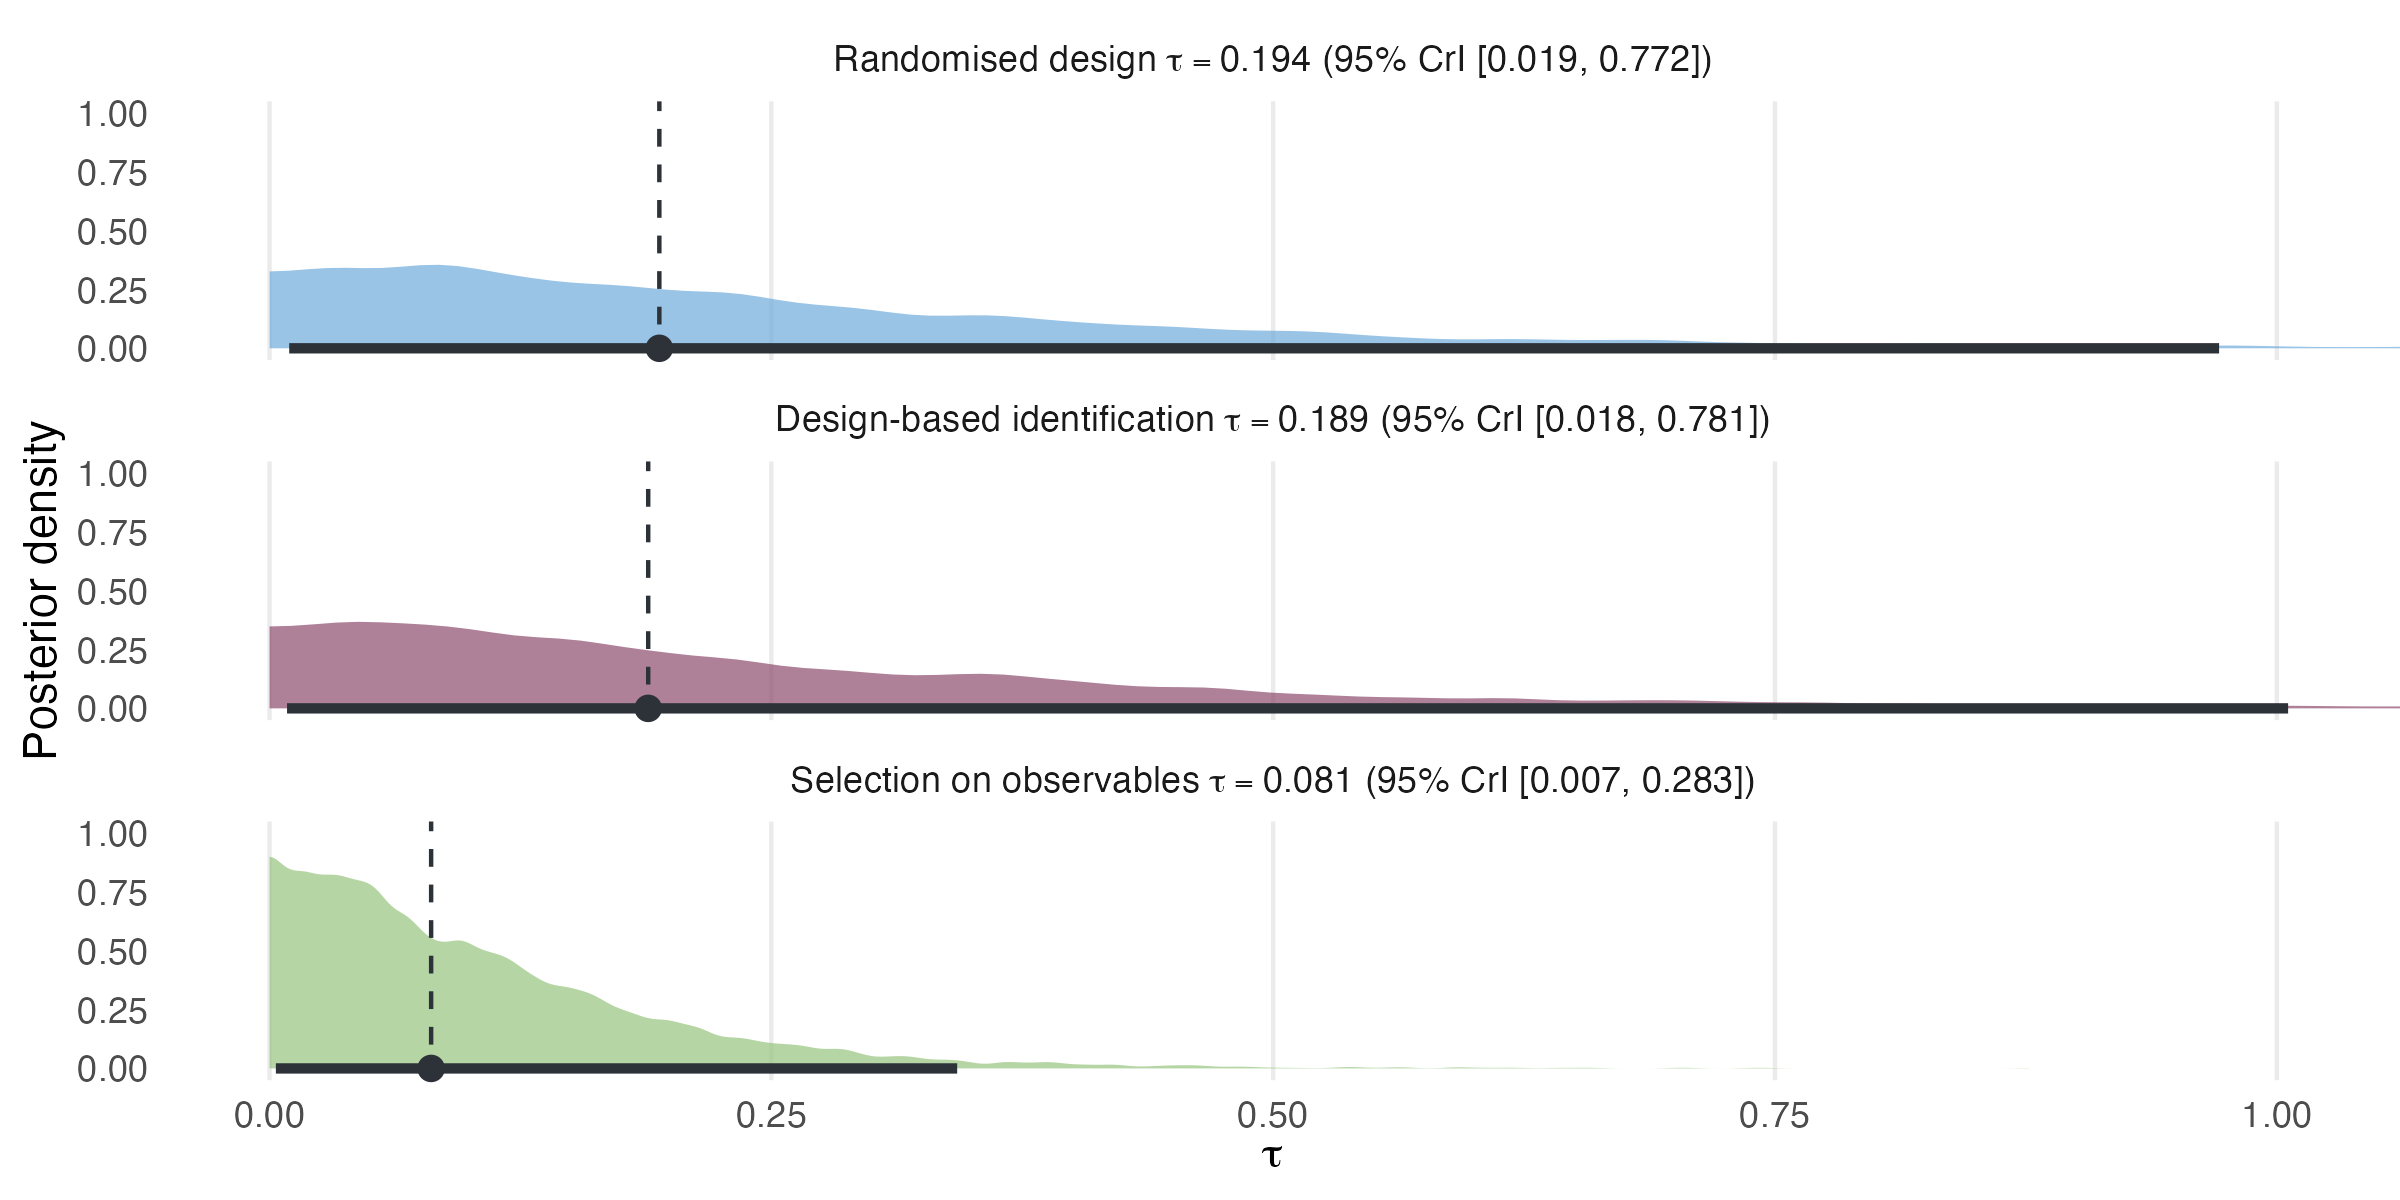 Randomised design τ = 0.194 (95% CrI [0.019, 0.772])
1.00
0.75
0.50
0.25
0.00
Design-based identification τ = 0.189 (95% CrI [0.018, 0.781])
1.00
0.75
0.50
0.25
0.00
Posterior density
Selection on observables τ = 0.081 (95% CrI [0.007, 0.283])
1.00
0.75
0.50
0.25
0.00
0.00 0.25 0.50 0.75 1.00
τ